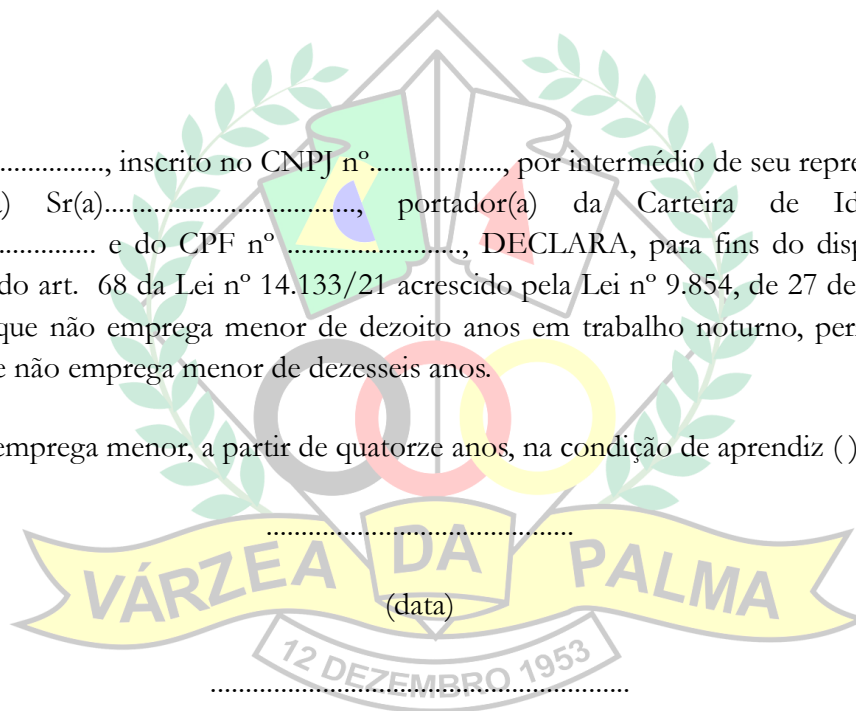 .................., inscrito no CNPJ nº.................., por intermédio de seu repre
) Sr(a)................................., portador(a) da Carteira de Id
.............. e do CPF nº ......................., DECLARA, para fins do disp
do art. 68 da Lei nº 14.133/21 acrescido pela Lei nº 9.854, de 27 de
que não emprega menor de dezoito anos em trabalho noturno, per
e não emprega menor de dezesseis anos.
emprega menor, a partir de quatorze anos, na condição de aprendiz ( )
.........................................
VÁRZEA DA PALMA
(data)
12 DEZEMBRO 1953
........................................................